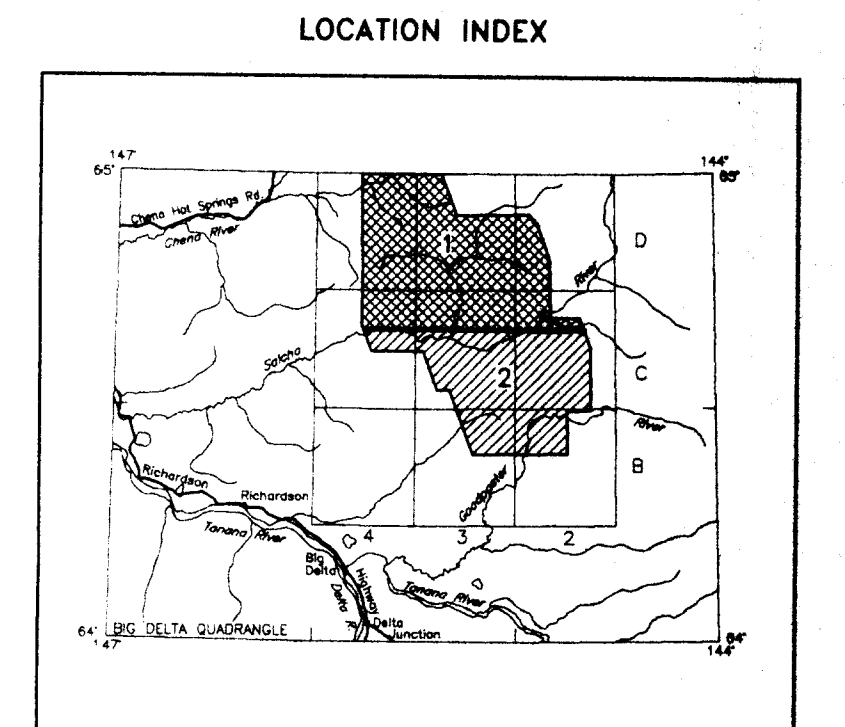 LOCATION INDEX
147°
144°
65°
65°
Chena Hot Springs Rd.
Chena River
1
D
River
Salcha
2
C
River
B
Richardson
Richardson
Goodpaster
Tanana River
4
3
2
Big
Delta
Highway
Delta
R
Tanana River
Delta
Junction
64°
BIG DELTA QUADRANGLE
64°
147°
144°